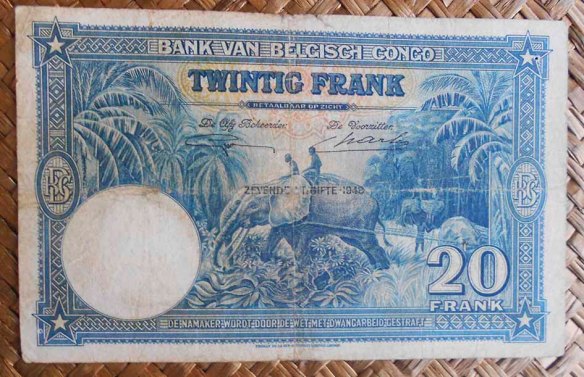 BANK VAN BELGISCH CONGO
TWINTIG FRANK
BETAALBAAR OP ZICHT
De Afg Beheerder. De Voorzitter.
ZEVENDE UITGIFTE-1948
20
FRANK
DE NAMAKER WORDT DOOR DE WET MET DWANGARBEID GESTRAFT